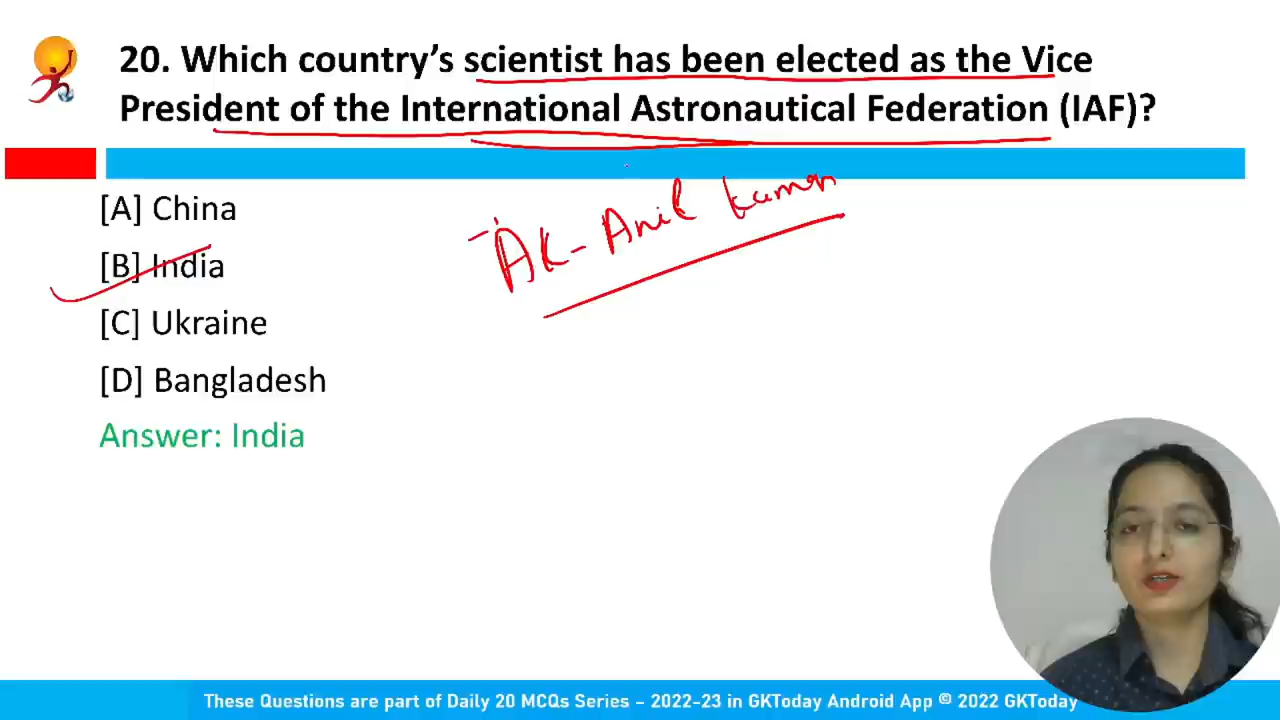 20. Which country’s scientist has been elected as the Vice
President of the International Astronautical Federation (IAF)?
[A] China
[B] India
[C] Ukraine
[D] Bangladesh
Answer: India
AK - Anil Kumar
These Questions are part of Daily 20 MCQs Series – 2022-23 in GKToday Android App © 2022 GKToday